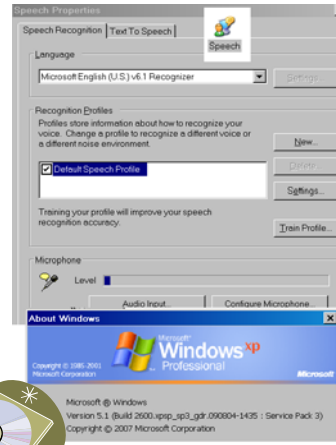 Speech Properties
Speech Recognition Text To Speech
Speech
Language
Microsoft English (U.S.) v6.1 Recognizer
Settings...
Recognition Profiles
Profiles store information about how to recognize your
voice. Change a profile to recognize a different voice or
a different noise environment.
New...
Default Speech Profile
Delete...
Settings...
Training your profile will improve your speech
recognition accuracy.
Train Profile...
Microphone
Level
Audio Input...
Configure Microphone...
About Windows
Microsoft®
Windows xp
Professional
Copyright © 1985-2001
Microsoft Corporation
Microsoft
Microsoft ® Windows
Version 5.1 (Build 2600.xpsp_sp3_gdr.090804-1435 : Service Pack 3)
Copyright © 2007 Microsoft Corporation